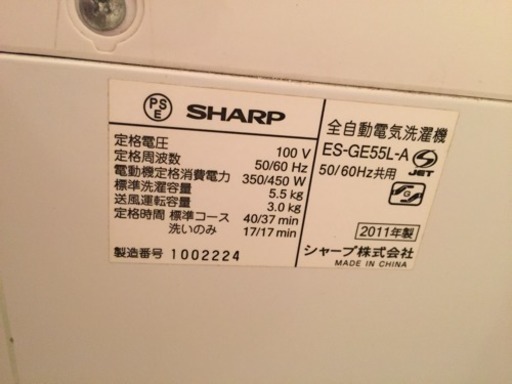 PS E SHARP
全自動電気洗濯機
ES-GE55L-A
50/60Hz共用
JET
定格電圧 100 V
定格周波数 50/60 Hz
電動機定格消費電力 350/450 W
標準洗濯容量 5.5 kg
送風運転容量 3.0 kg
定格時間 標準コース 40/37 min
洗いのみ 17/17 min
製造番号 1002224
2011年製
シャープ株式会社
MADE IN CHINA